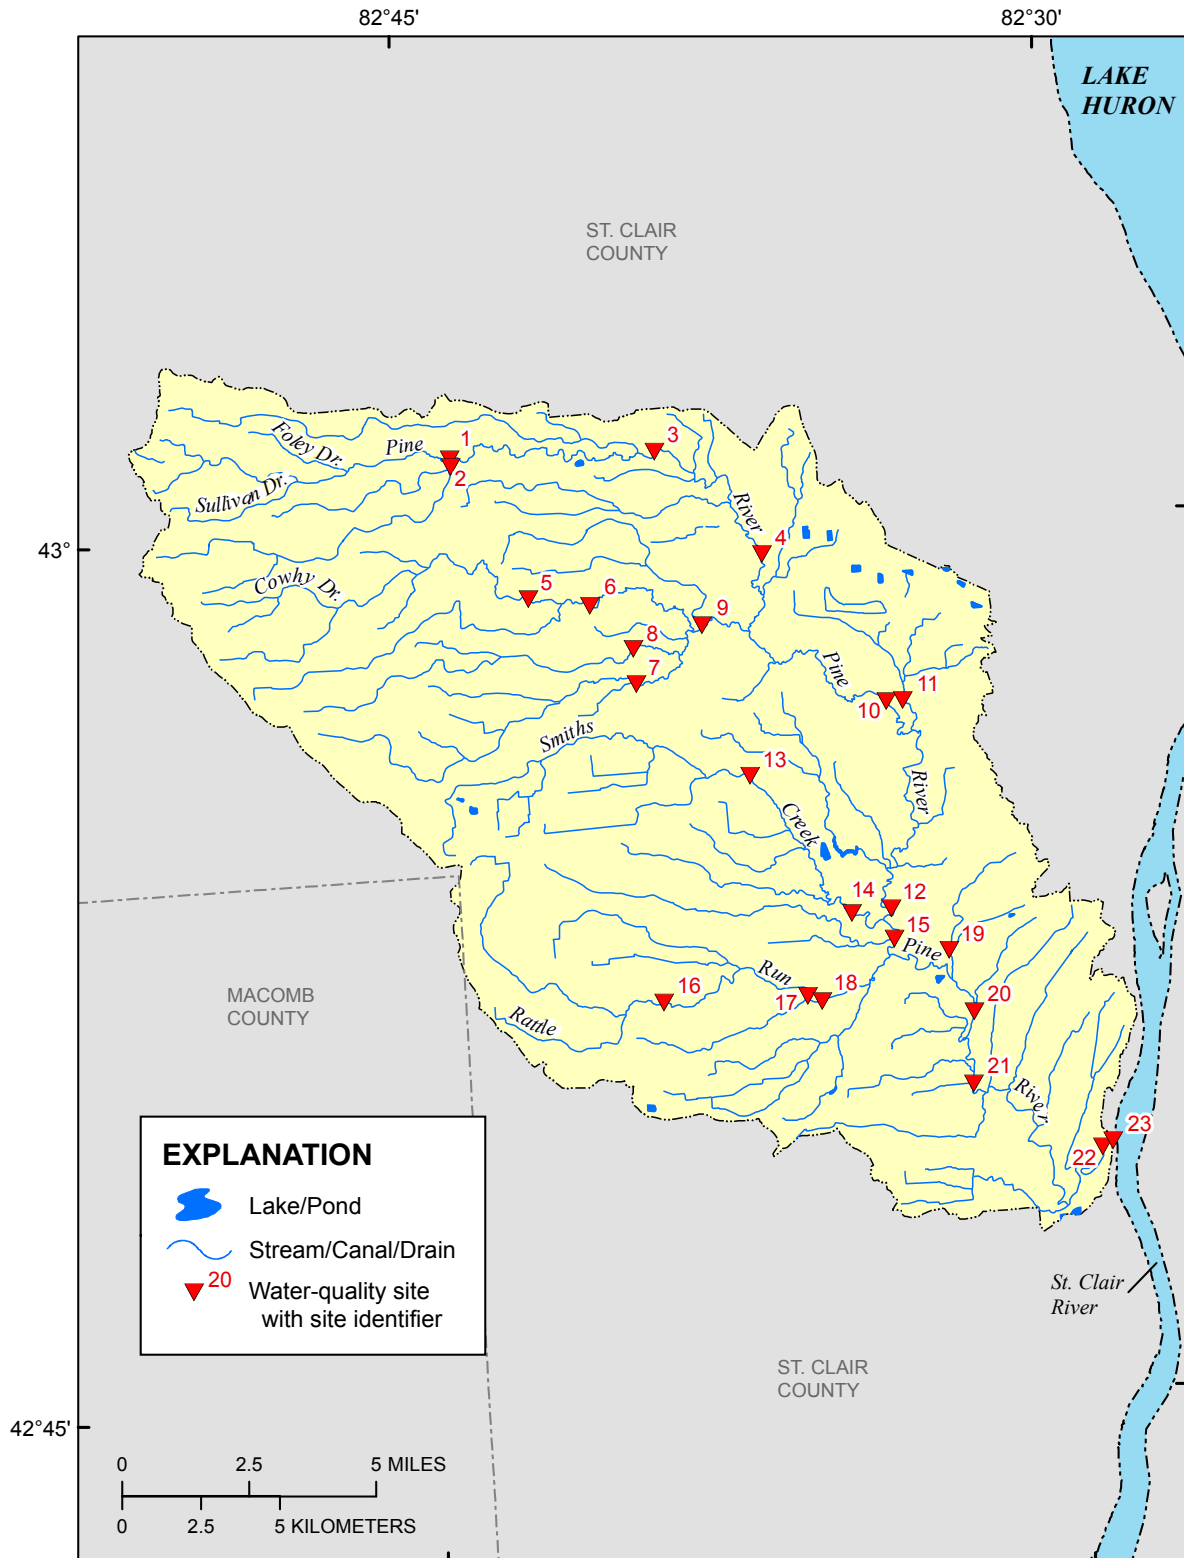 82°45'
82°30'
LAKE
HURON
ST. CLAIR
COUNTY
Foley Dr.
Pine
1
3
2
Sullivan Dr.
River
4
43°
Cowhy Dr.
5
6
9
8
7
Pine
11
10
Smiths
13
River
Creek
14
12
15
19
Pine
Run
18
17
16
20
Rattle
MACOMB
COUNTY
21
River
23
22
EXPLANATION
Lake/Pond
Stream/Canal/Drain
20
Water-quality site
with site identifier
St. Clair
River
ST. CLAIR
COUNTY
42°45'
0 2.5 5 MILES
0 2.5 5 KILOMETERS